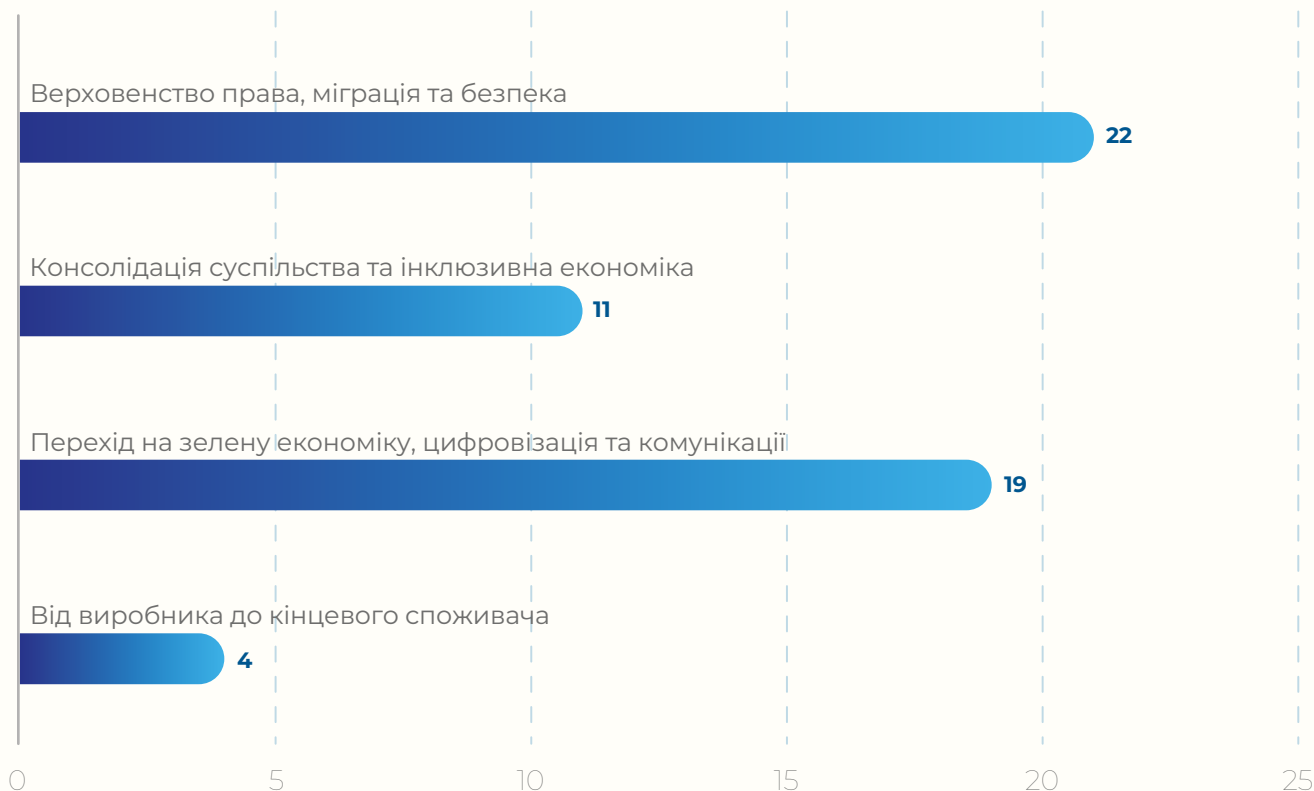 Верховенство права, міграція та безпека
22
Консолідація суспільства та інклюзивна економіка
11
Перехід на зелену економіку, цифровізація та комунікації
19
Від виробника до кінцевого споживача
4
0 5 10 15 20 25